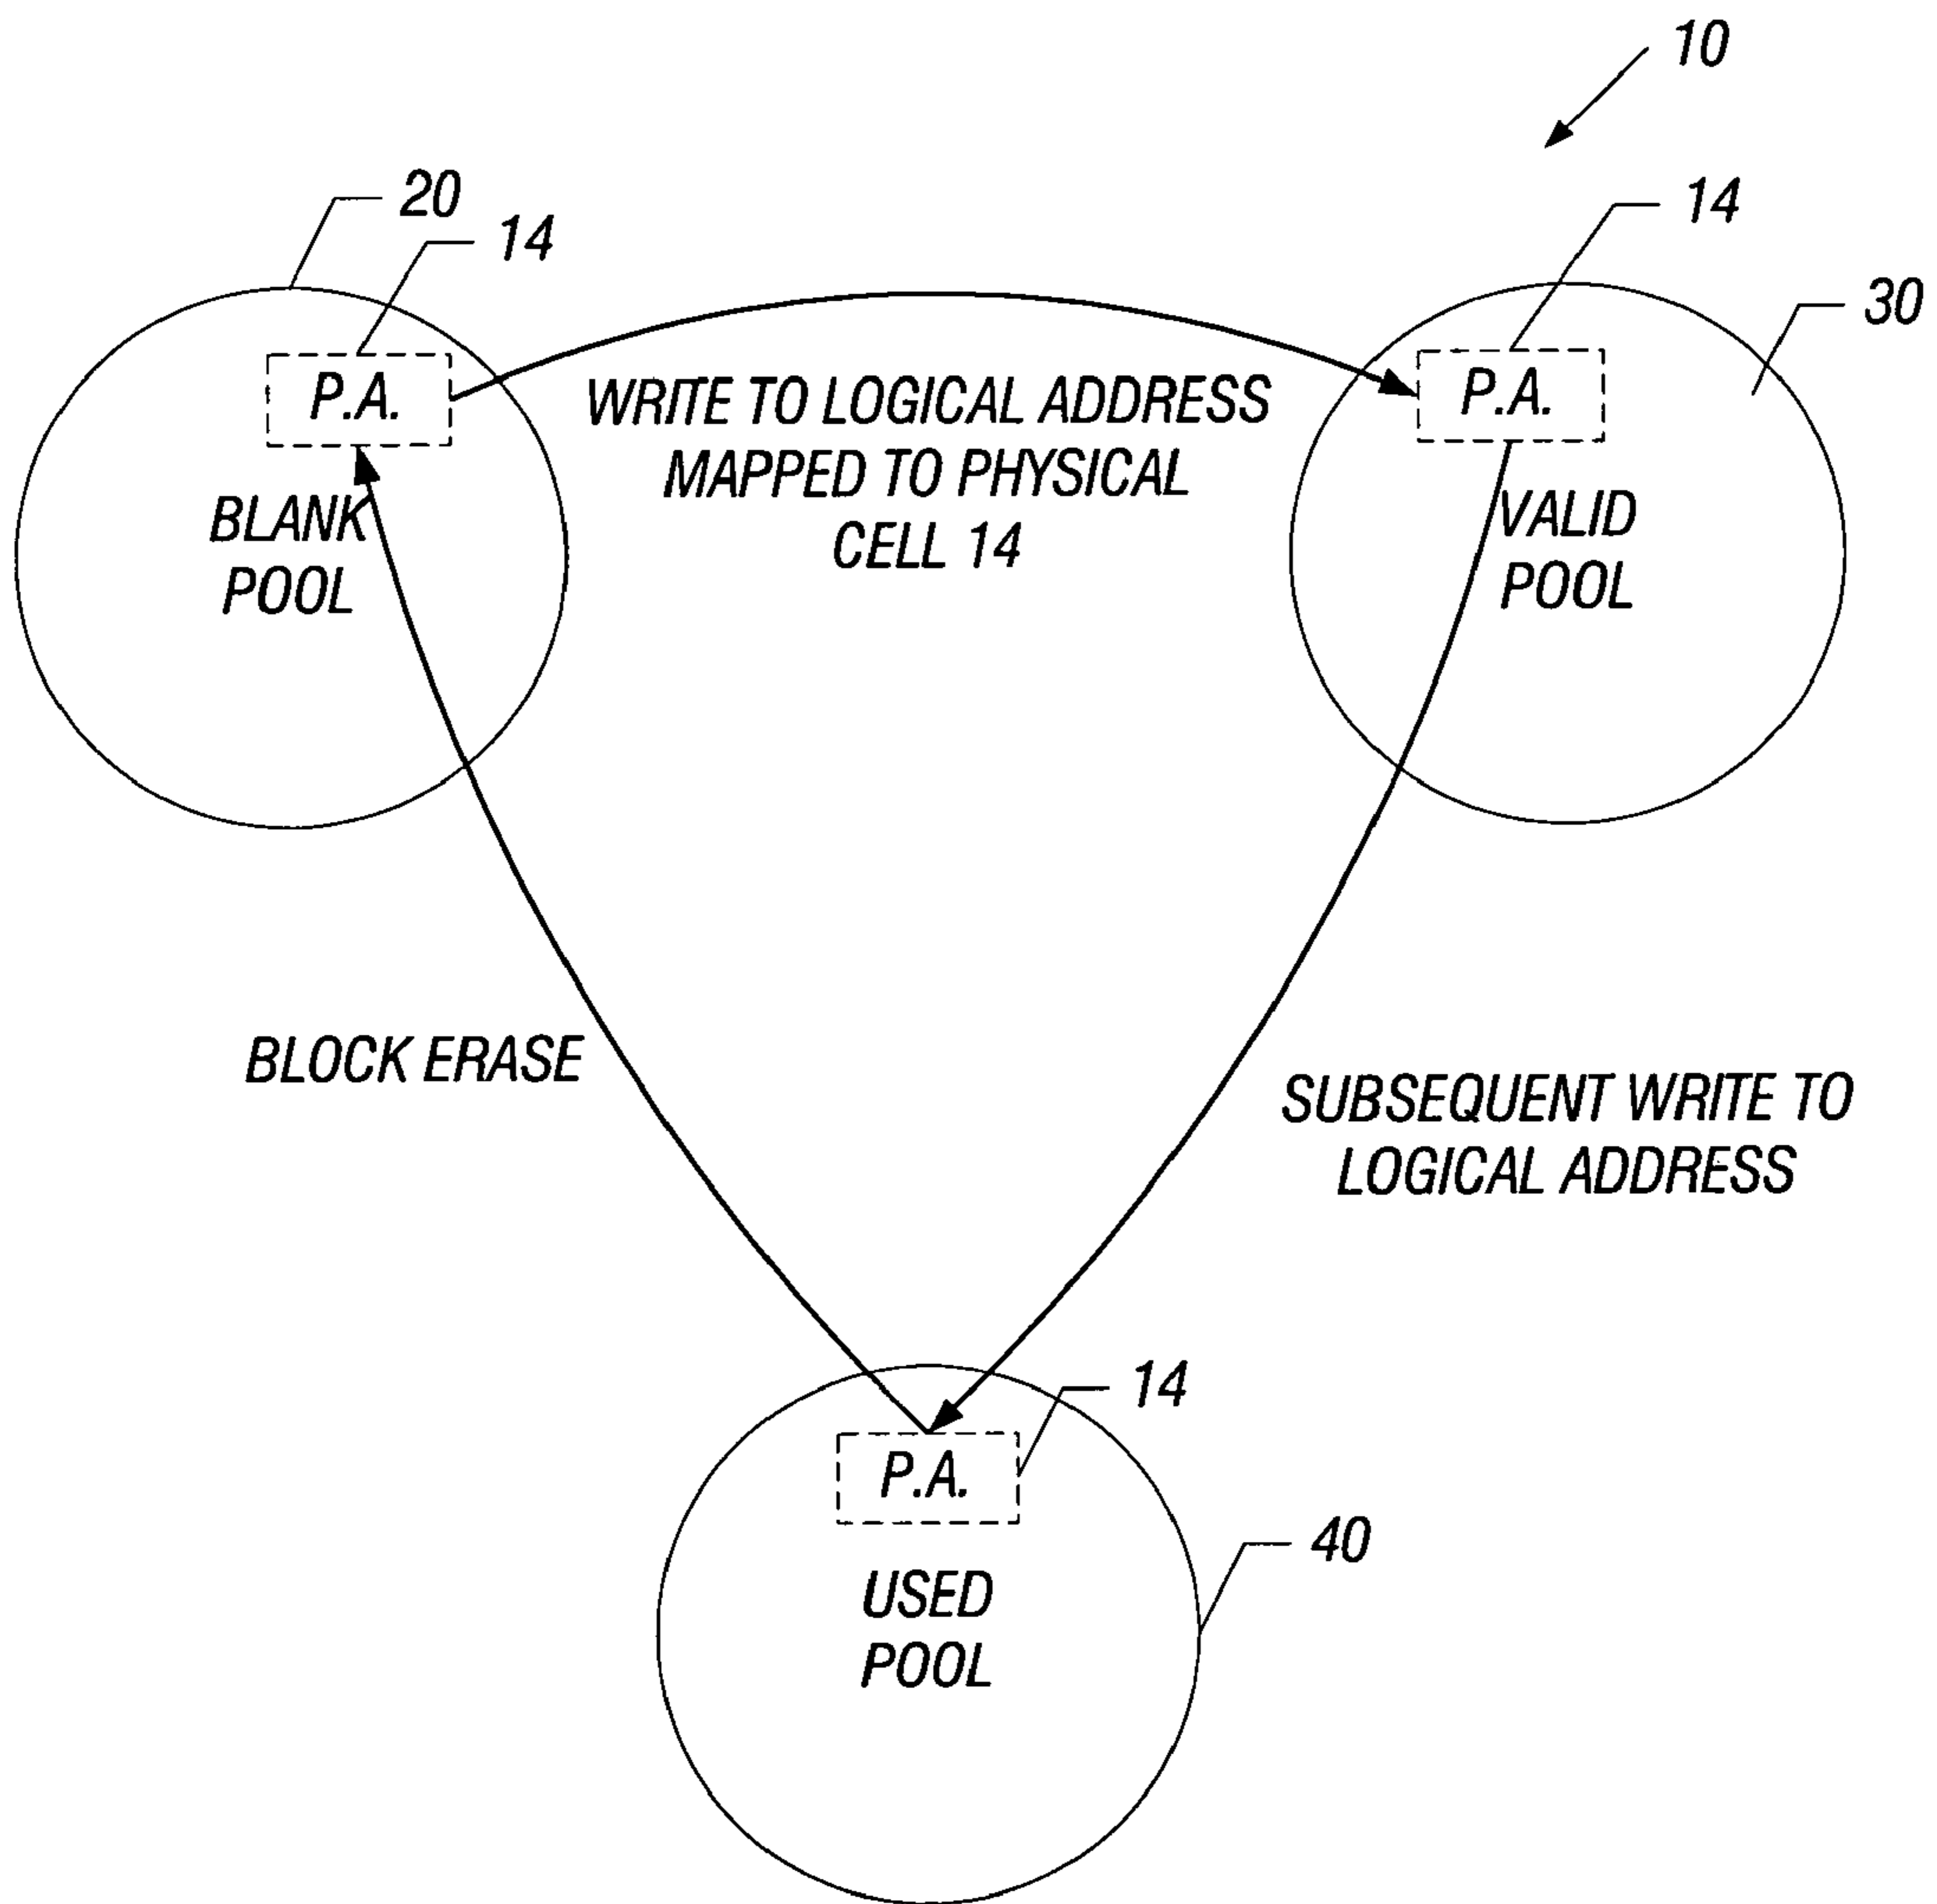 10
20
14
14
30
P.A.
P.A.
WRITE TO LOGICAL ADDRESS
MAPPED TO PHYSICAL
CELL 14
BLANK
POOL
VALID
POOL
BLOCK ERASE
SUBSEQUENT WRITE TO
LOGICAL ADDRESS
14
P.A.
40
USED
POOL